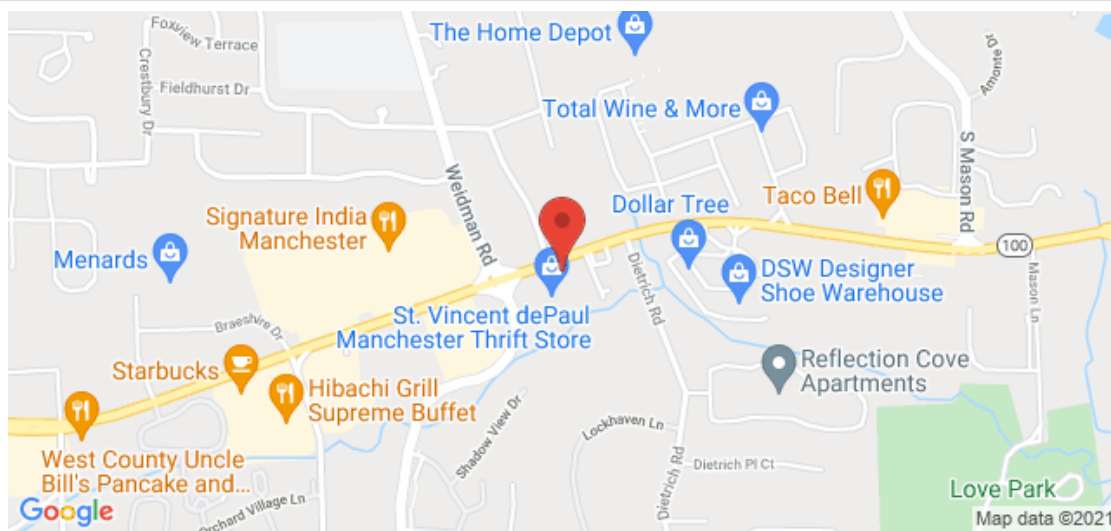 Foxview Terrace
Crestbury Dr
Fieldhurst Dr
The Home Depot
Total Wine & More
Amonte Dr
S Mason Rd
Weidman Rd
Taco Bell
Dollar Tree
Signature India
Manchester
Menards
100
Dietrich Rd
DSW Designer
Shoe Warehouse
Mason Ln
St. Vincent dePaul
Manchester Thrift Store
Braeshire Dr
Starbucks
Hibachi Grill
Supreme Buffet
Reflection Cove
Apartments
Shadow View Dr
Lockhaven Ln
Dietrich Rd
Dietrich Pl Ct
West County Uncle
Bill's Pancake and...
Orchard Village Ln
Love Park
Google
Map data ©2021